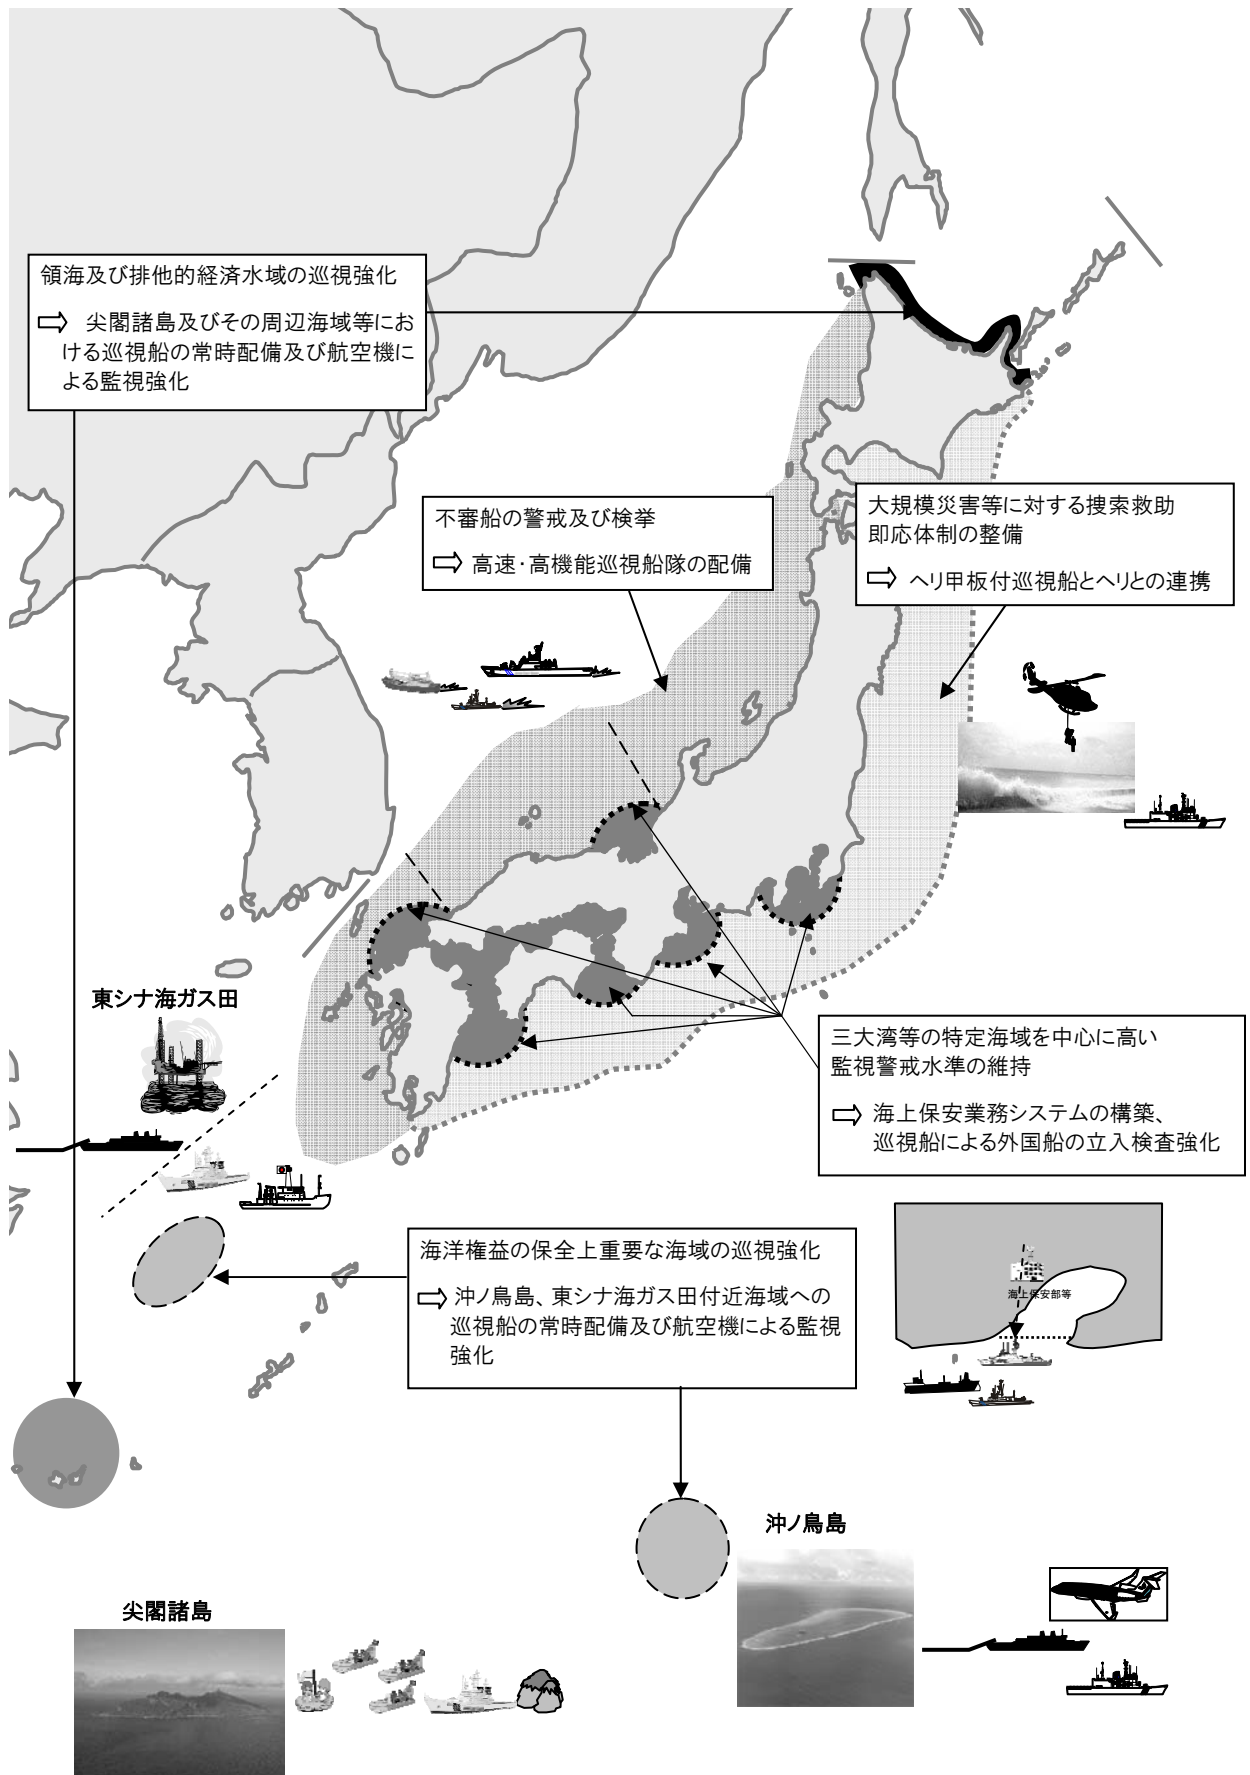 領海及び排他的経済水域の巡視強化
⇨ 尖閣諸島及びその周辺海域等にお
ける巡視船の常時配備及び航空機に
よる監視強化
不審船の警戒及び検挙
⇨ 高速・高機能巡視船隊の配備
大規模災害等に対する捜索救助
即応体制の整備
⇨ ヘリ甲板付巡視船とヘリとの連携
東シナ海ガス田
三大湾等の特定海域を中心に高い
監視警戒水準の維持
⇨ 海上保安業務システムの構築、
巡視船による外国船の立入検査強化
海洋権益の保全上重要な海域の巡視強化
⇨ 沖ノ鳥島、東シナ海ガス田付近海域への
巡視船の常時配備及び航空機による監視
強化
海上保安部等
沖ノ鳥島
尖閣諸島